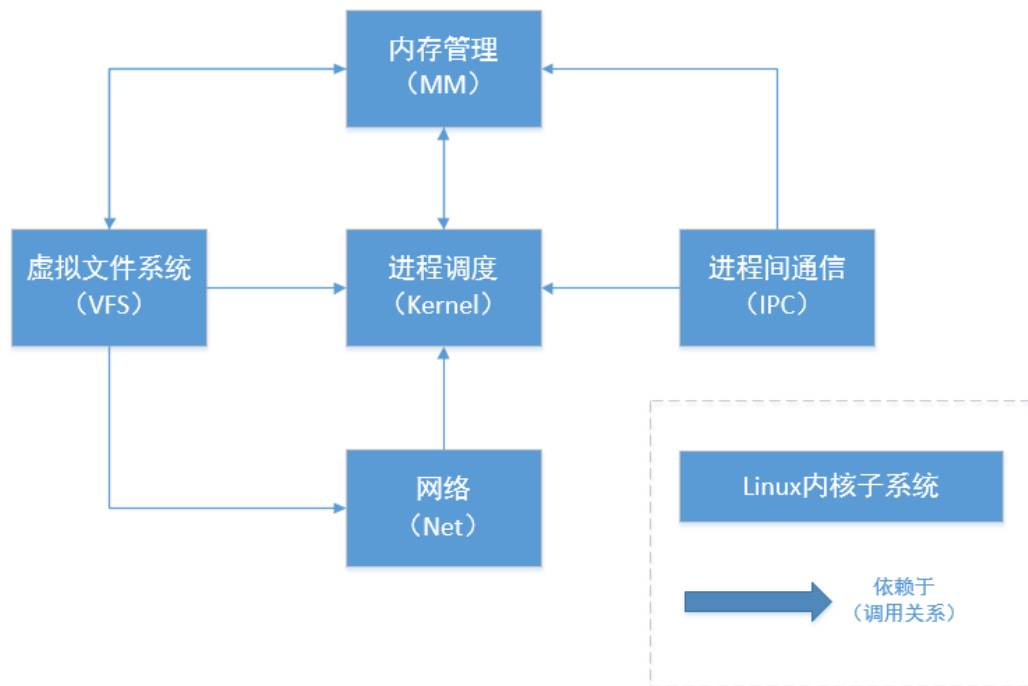 内存管理
（MM）
虚拟文件系统
（VFS）
进程调度
（Kernel）
进程间通信
（IPC）
网络
（Net）
Linux内核子系统
依赖于
（调用关系）